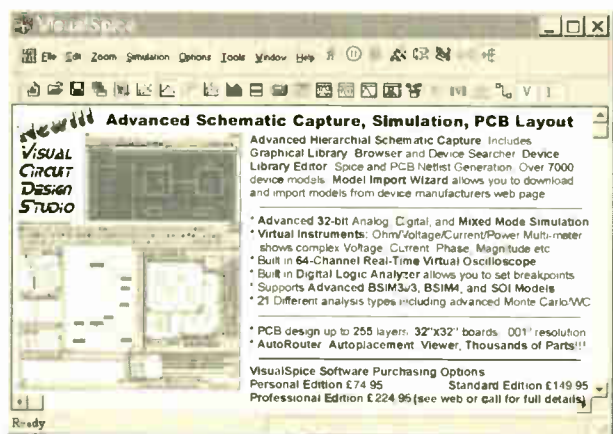 Visual Spice
File Edit Zoom Simulation Options Tools Window Help
V I
New!!!
Advanced Schematic Capture, Simulation, PCB Layout
VISUAL
CIRCUIT
DESIGN
STUDIO
Advanced Hierarchial Schematic Capture Includes
Graphical Library Browser and Device Searcher Device
Library Editor Spice and PCB Netlist Generation, Over 7000
device models Model Import Wizard allows you to download
and import models from device manufacturers web page
* Advanced 32-bit Analog, Digital, and Mixed Mode Simulation
* Virtual Instruments: Ohm/Voltage/Current/Power Multi-meter
shows complex Voltage, Current, Phase, Magnitude etc
* Built in 64-Channel Real-Time Virtual Oscilloscope
* Built in Digital Logic Analyzer allows you to set breakpoints
* Supports Advanced BSIM3v3, BSIM4, and SOI Models
* 21 Different analysis types including advanced Monte Carlo/WC
* PCB design up to 255 layers, 32"x32" boards, .001" resolution
* AutoRouter Autoplacement Viewer, Thousands of Parts!!!
VisualSpice Software Purchasing Options
Personal Edition £74.95 Standard Edition £149.95
Professional Edition £224.95 (see web or call for full details)
Ready